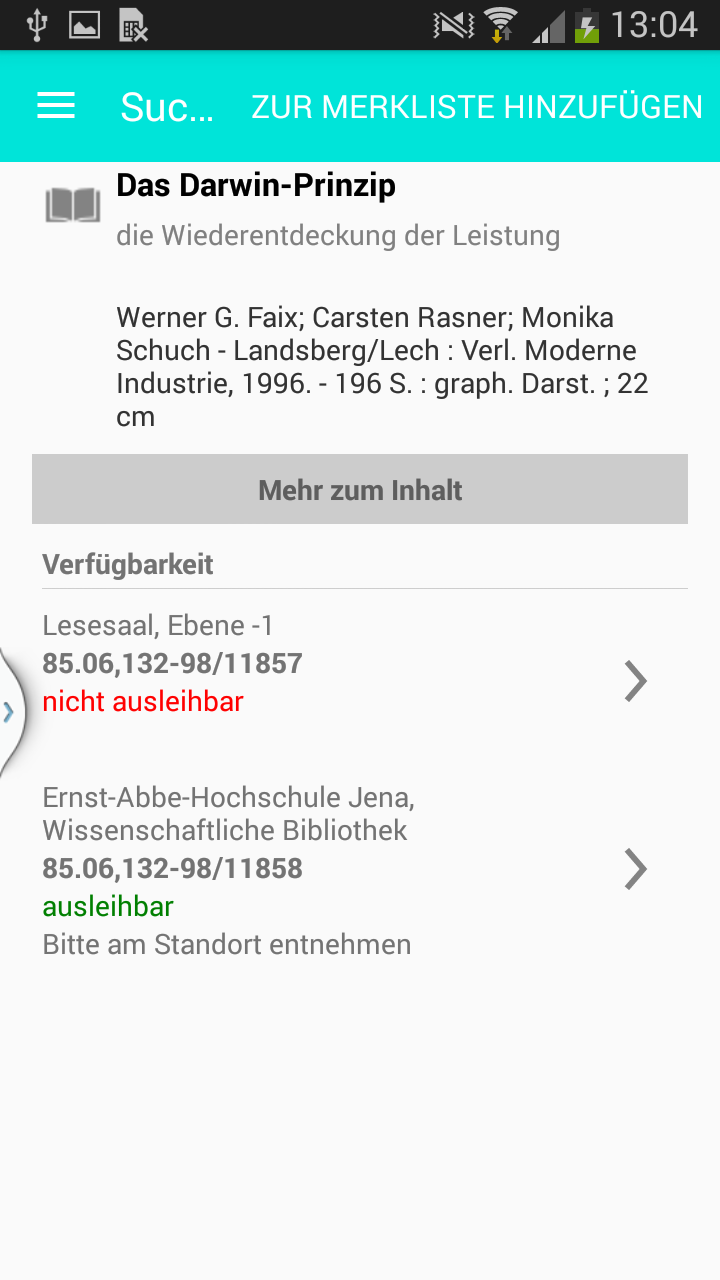 13:04
Suc...
ZUR MERKLISTE HINZUFÜGEN
Das Darwin-Prinzip
die Wiederentdeckung der Leistung
Werner G. Faix; Carsten Rasner; Monika
Schuch - Landsberg/Lech : Verl. Moderne
Industrie, 1996. - 196 S. : graph. Darst. ; 22
cm
Mehr zum Inhalt
Verfügbarkeit
Lesesaal, Ebene -1
85.06,132-98/11857
nicht ausleihbar
Ernst-Abbe-Hochschule Jena,
Wissenschaftliche Bibliothek
85.06,132-98/11858
ausleihbar
Bitte am Standort entnehmen